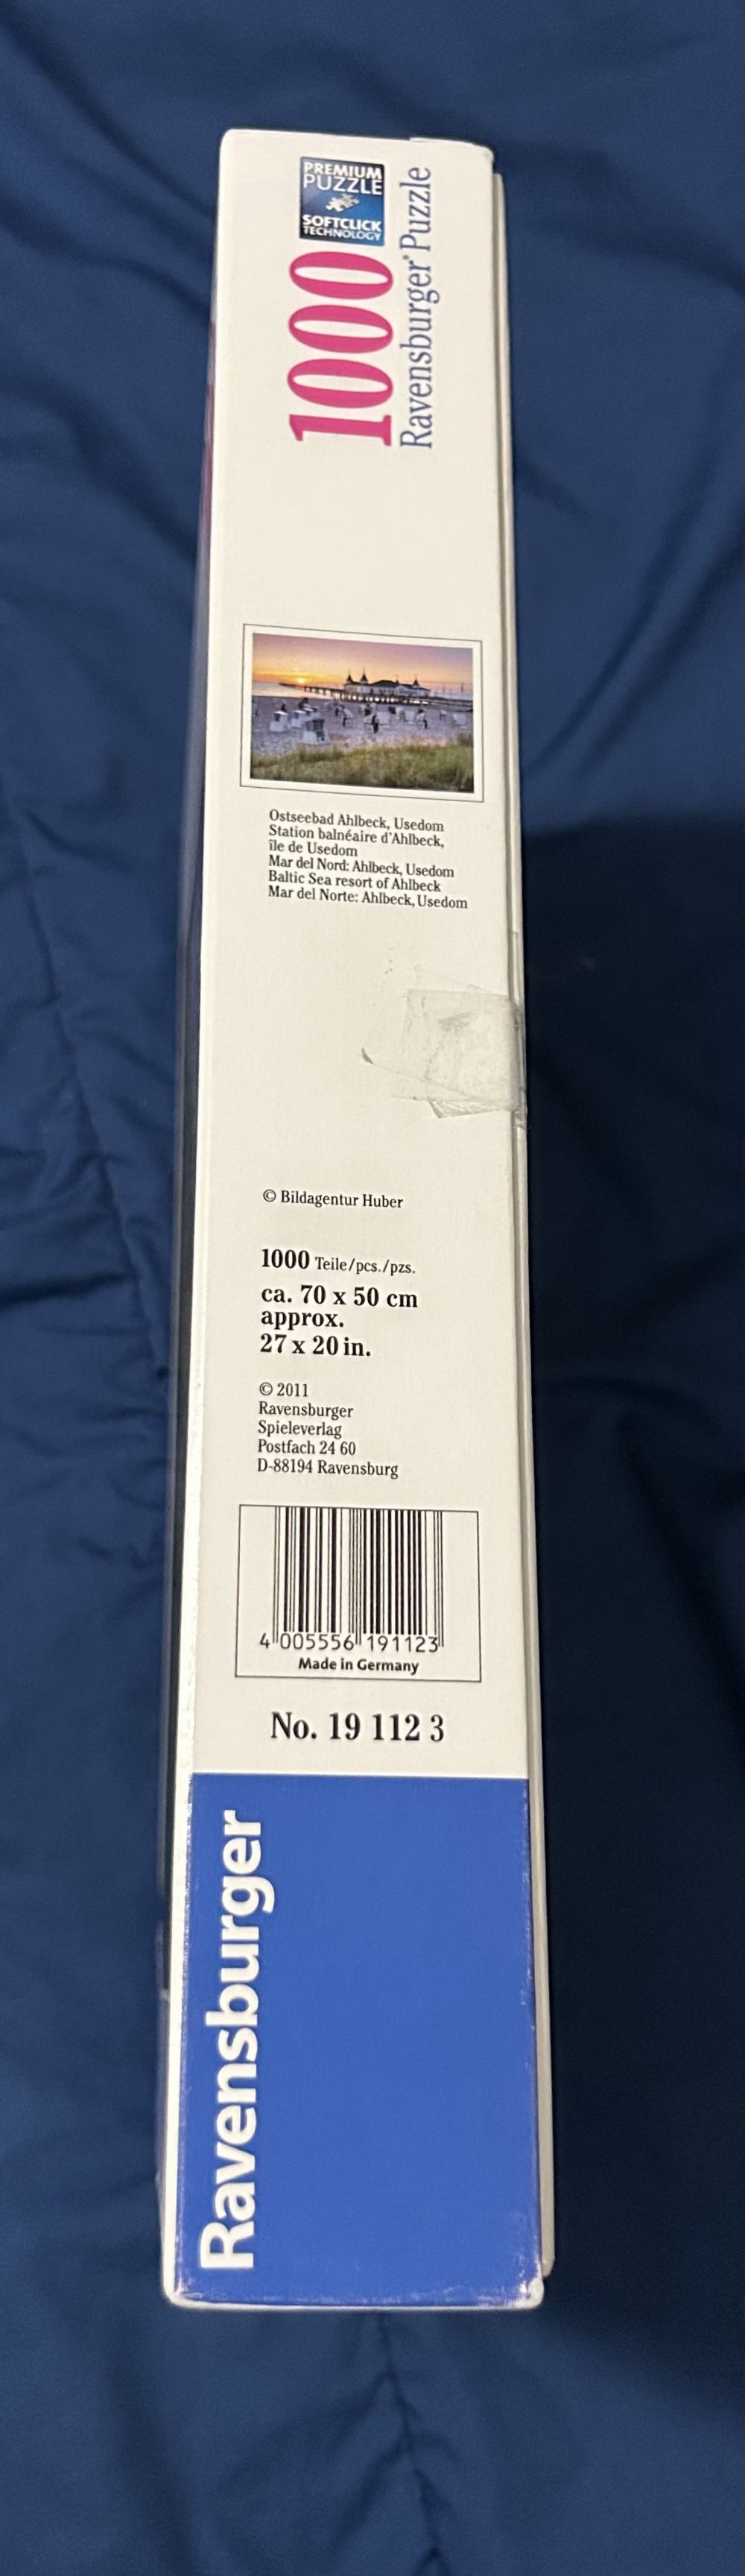 PREMIUM
PUZZLE
SOFTCLICK
TECHNOLOGY
1000
Ravensburger® Puzzle
Ostseebad Ahlbeck, Usedom
Station balnéaire d'Ahlbeck,
île de Usedom
Mar del Nord: Ahlbeck, Usedom
Baltic Sea resort of Ahlbeck
Mar del Norte: Ahlbeck, Usedom
© Bildagentur Huber
1000 Teile/pcs./pzs.
ca. 70 x 50 cm
approx.
27 x 20 in.
© 2011
Ravensburger
Spieleverlag
Postfach 24 60
D-88194 Ravensburg
4 005556 191123
Made in Germany
No. 19 112 3
Ravensburger